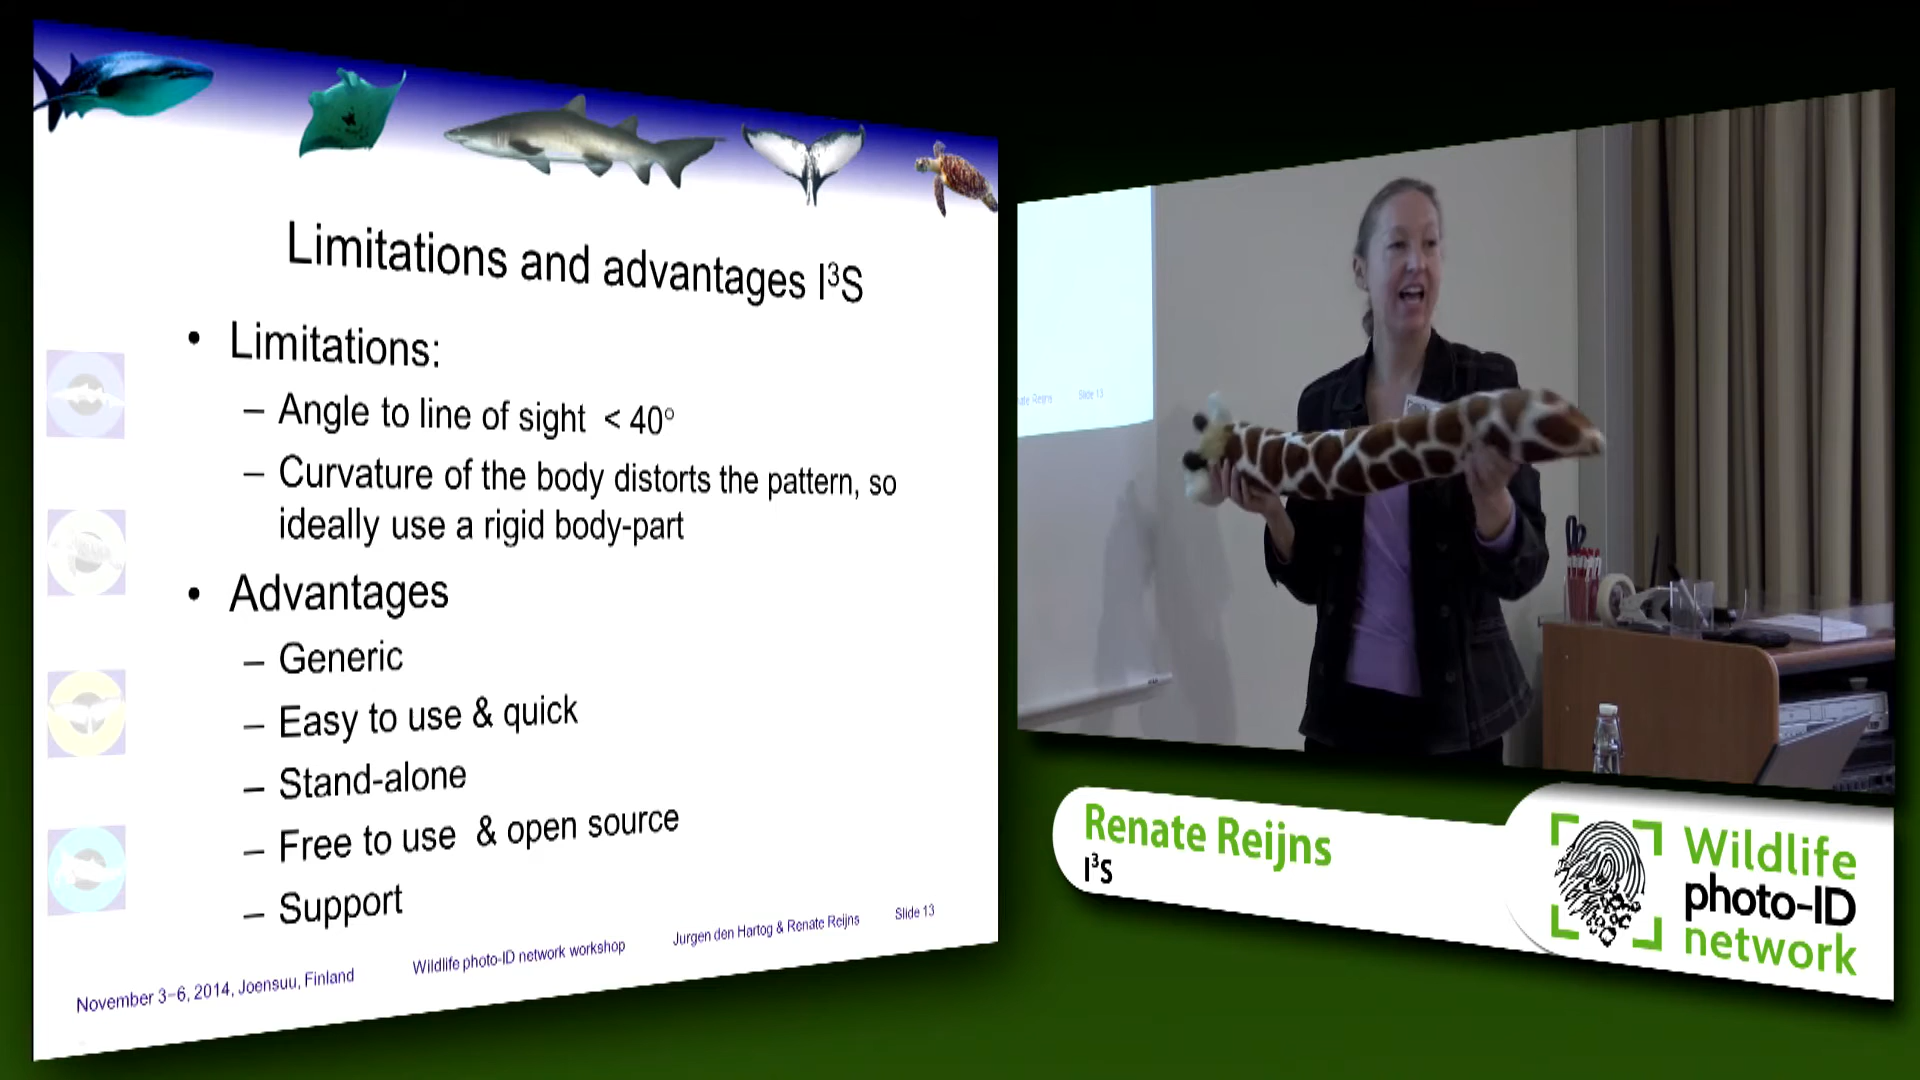 Limitations and advantages I³S
• Limitations:
– Angle to line of sight < 40°
– Curvature of the body distorts the pattern, so
ideally use a rigid body-part
• Advantages
– Generic
– Easy to use & quick
– Stand-alone
– Free to use & open source
– Support
November 3–6, 2014, Joensuu, Finland
Wildlife photo-ID network workshop
Jurgen den Hartog & Renate Reijns
Slide 13
Reijns
Slide 13
Renate Reijns
I³S
Wildlife
photo-ID
network